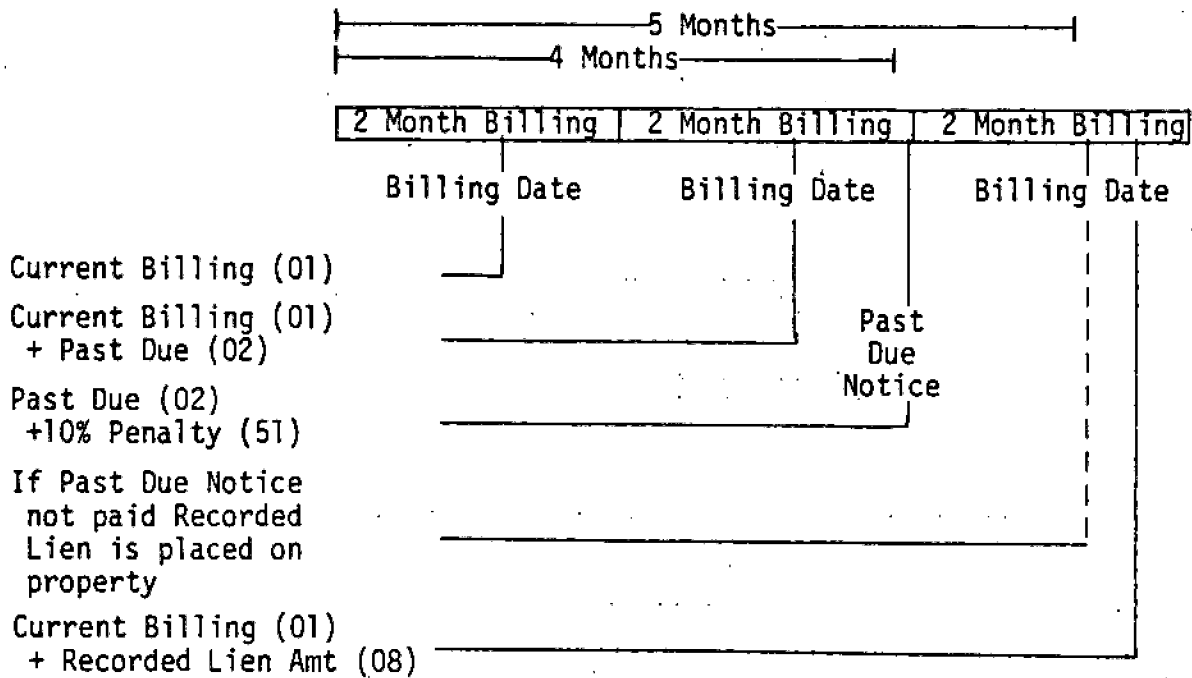 5 Months
4 Months
2 Month Billing 2 Month Billing 2 Month Billing
Billing Date Billing Date Billing Date
Current Billing (01)
Current Billing (01)
+ Past Due (02)
Past
Due
Notice
Past Due (02)
+10% Penalty (51)
If Past Due Notice
not paid Recorded
Lien is placed on
property
Current Billing (01)
+ Recorded Lien Amt (08)